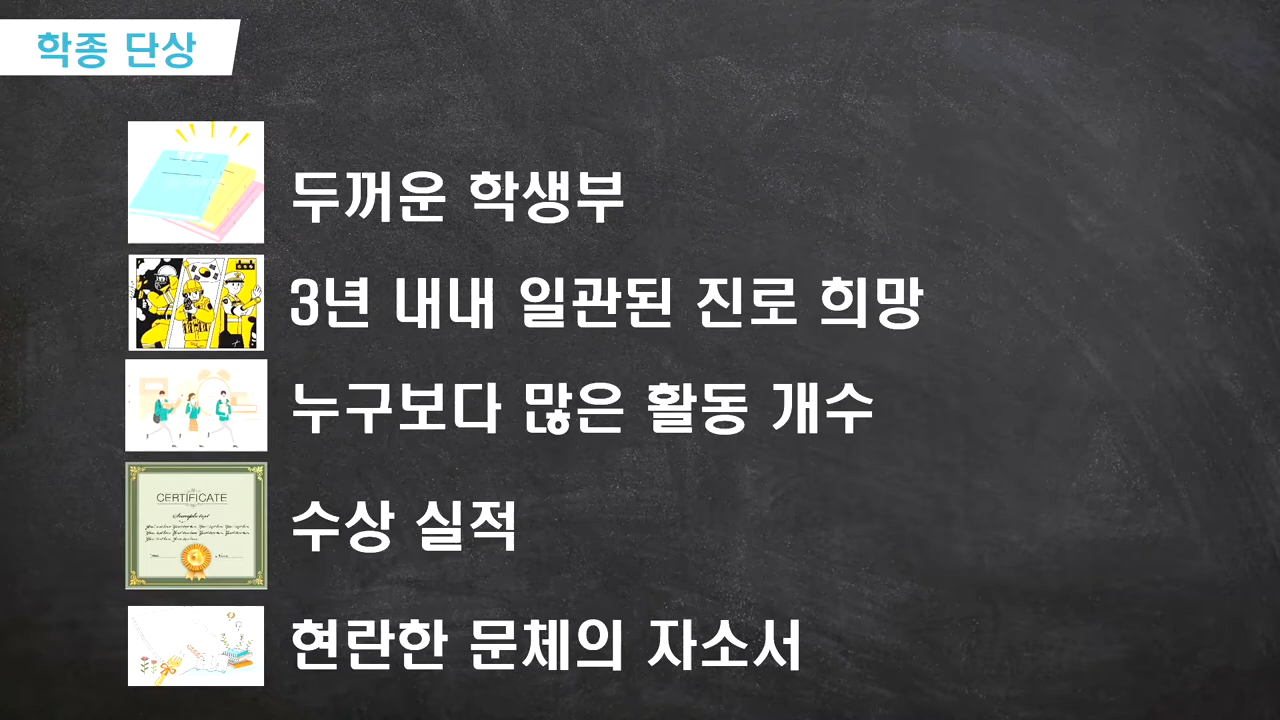 학종 단상
두꺼운 학생부
3년 내내 일관된 진로 희망
누구보다 많은 활동 개수
CERTIFICATE
수상 실적
현란한 문체의 자소서